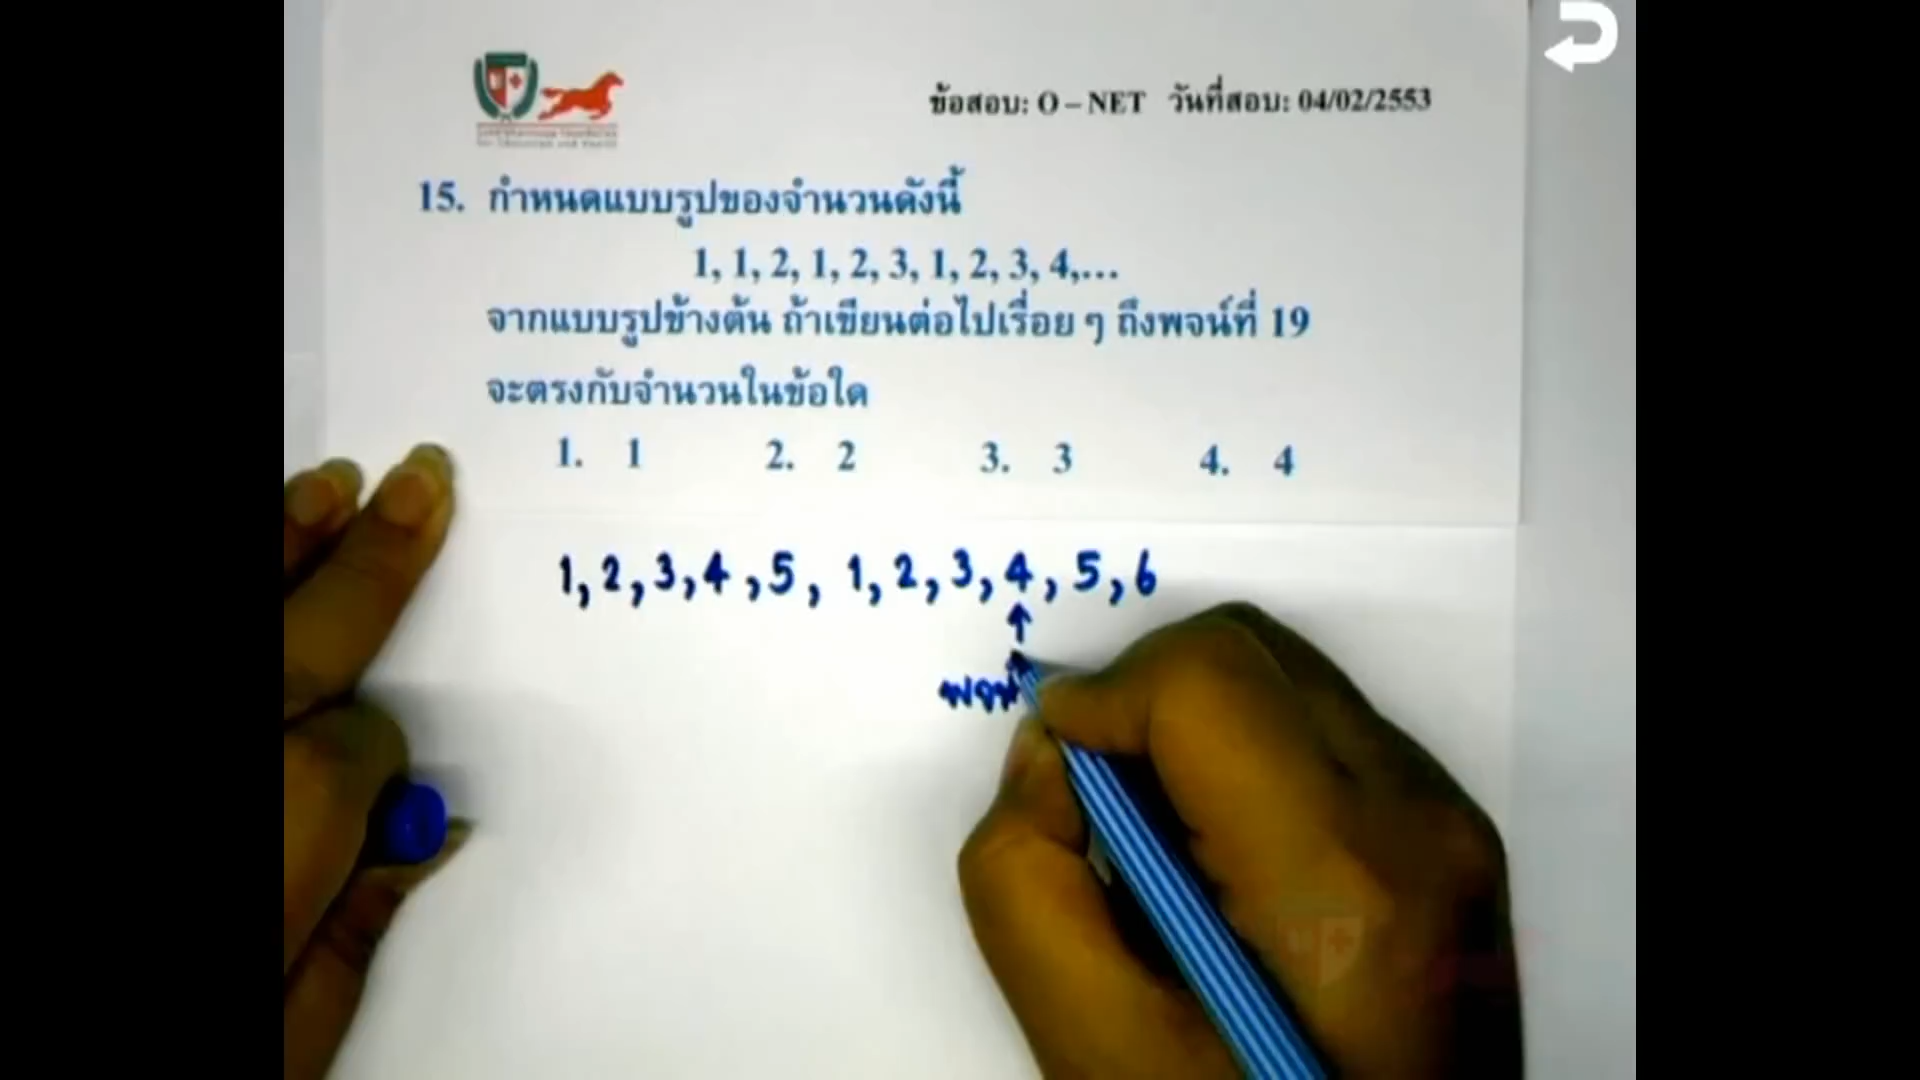 ข้อสอบ: O – NET วันที่สอบ: 04/02/2553
15. กำหนดแบบรูปของจำนวนดังนี้
1, 1, 2, 1, 2, 3, 1, 2, 3, 4,...
จากแบบรูปข้างต้น ถ้าเขียนต่อไปเรื่อย ๆ ถึงพจน์ที่ 19
จะตรงกับจำนวนในข้อใด
1. 1 2. 2 3. 3 4. 4
1, 2, 3, 4, 5, 1, 2, 3, 4, 5, 6
พจน